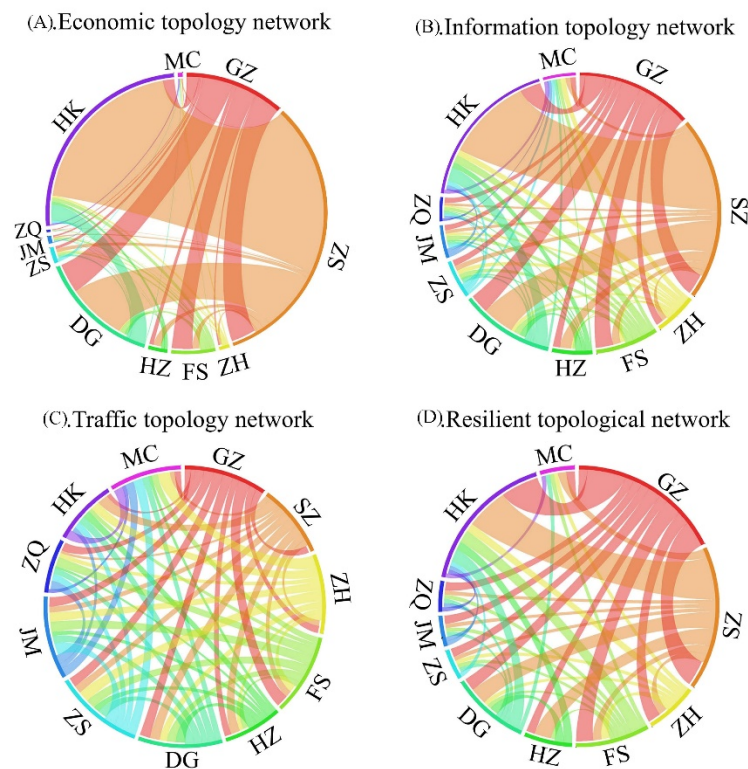 (A).Economic topology network
MC
GZ
HK
SZ
ZQ
JM
ZS
DG
HZ
FS
ZH
(B).Information topology network
MC
GZ
HK
SZ
ZQ
JM
ZS
DG
HZ
FS
ZH
(C).Traffic topology network
MC
GZ
HK
SZ
ZQ
ZH
JM
FS
ZS
HZ
DG
(D).Resilient topological network
MC
GZ
HK
SZ
ZQ
JM
ZS
DG
HZ
FS
ZH